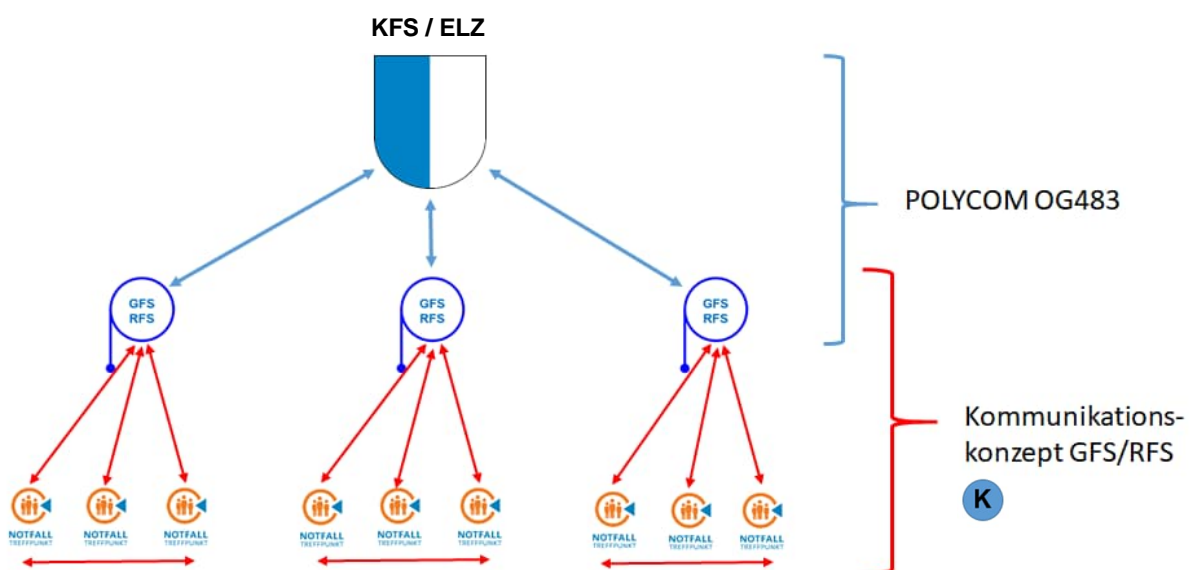 KFS / ELZ
POLYCOM OG483
GFS
RFS
GFS
RFS
GFS
RFS
Kommunikations-
konzept GFS/RFS
K
NOTFALL
TREFFPUNKT
NOTFALL
TREFFPUNKT
NOTFALL
TREFFPUNKT
NOTFALL
TREFFPUNKT
NOTFALL
TREFFPUNKT
NOTFALL
TREFFPUNKT
NOTFALL
TREFFPUNKT
NOTFALL
TREFFPUNKT
NOTFALL
TREFFPUNKT